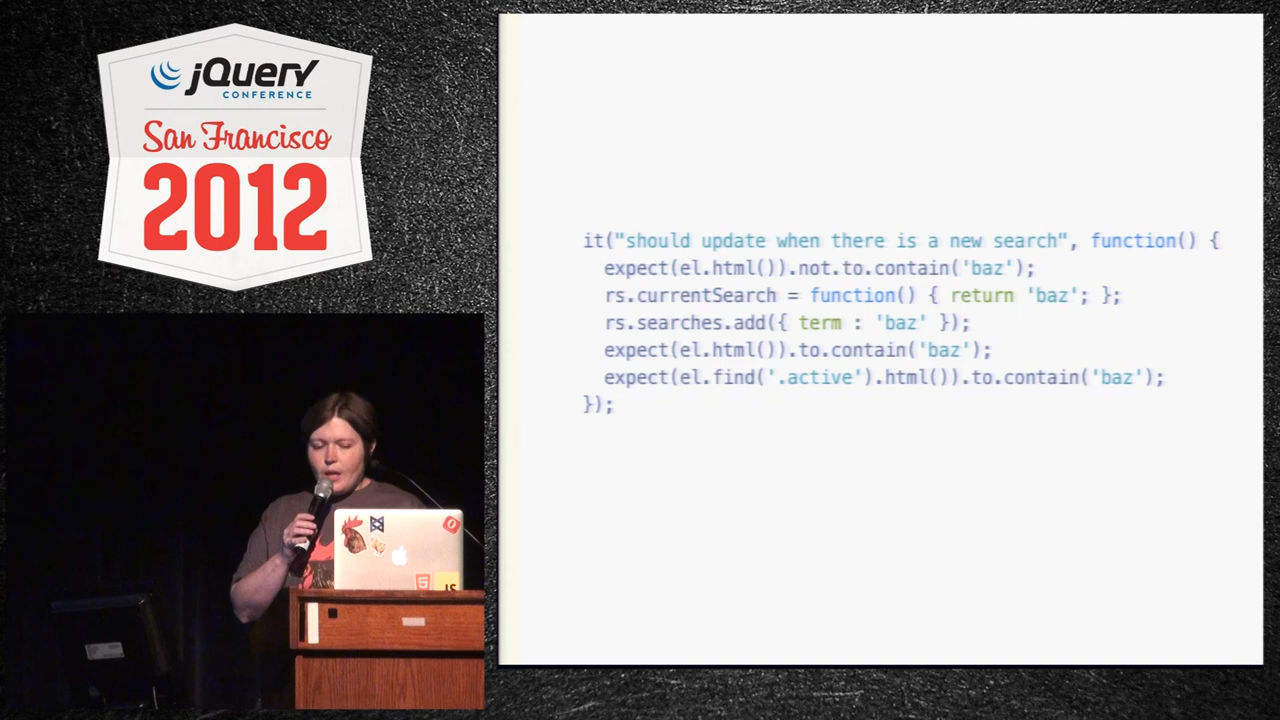 jQuery
CONFERENCE
San Francisco
2012
it("should update when there is a new search", function() {
  expect(el.html()).not.to.contain('baz');
  rs.currentSearch = function() { return 'baz'; };
  rs.searches.add({ term : 'baz' });
  expect(el.html()).to.contain('baz');
  expect(el.find('.active').html()).to.contain('baz');
});
5
JS